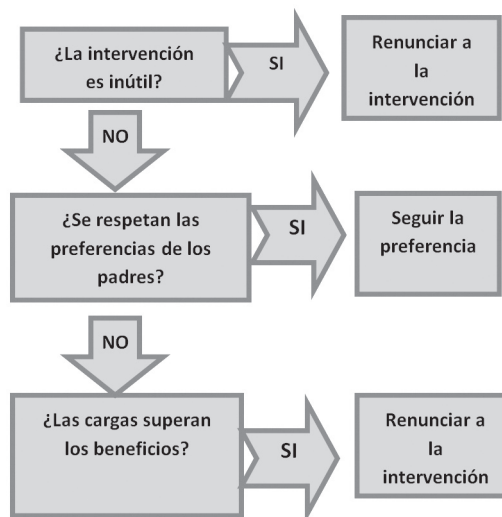 ¿La intervención
es inútil?
SI
Renunciar a
la
intervención
NO
¿Se respetan las
preferencias de los
padres?
SI
Seguir la
preferencia
NO
¿Las cargas superan
los beneficios?
SI
Renunciar a
la
intervención